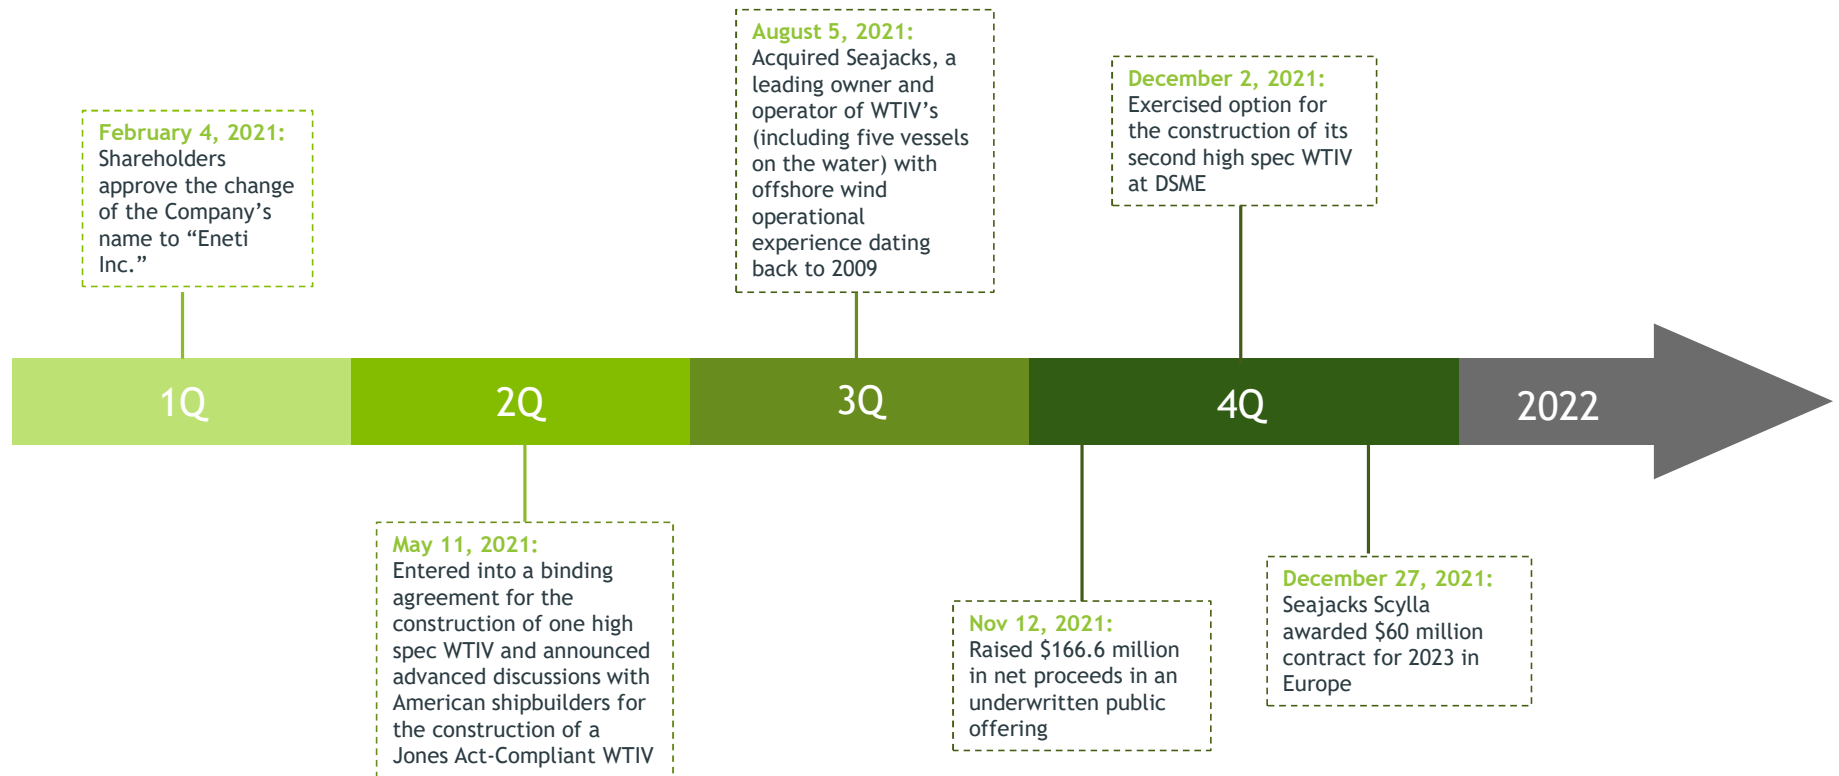 February 4, 2021:
Shareholders
approve the change
of the Company’s
name to “Eneti
Inc.”
August 5, 2021:
Acquired Seajacks, a
leading owner and
operator of WTIV’s
(including five vessels
on the water) with
offshore wind
operational
experience dating
back to 2009
December 2, 2021:
Exercised option for
the construction of its
second high spec WTIV
at DSME
1Q
2Q
3Q
4Q
2022
May 11, 2021:
Entered into a binding
agreement for the
construction of one high
spec WTIV and announced
advanced discussions with
American shipbuilders for
the construction of a
Jones Act-Compliant WTIV
Nov 12, 2021:
Raised $166.6 million
in net proceeds in an
underwritten public
offering
December 27, 2021:
Seajacks Scylla
awarded $60 million
contract for 2023 in
Europe